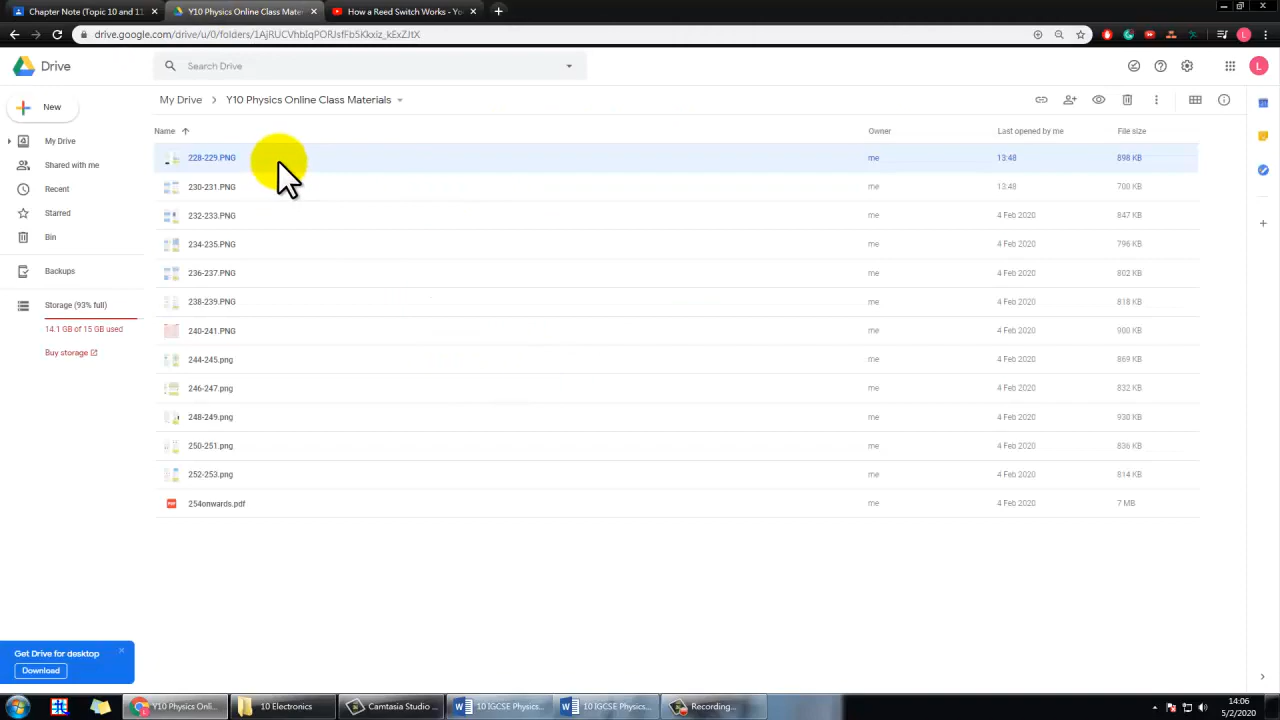 Chapter Note (Topic 10 and 11
Y10 Physics Online Class Mater
How a Reed Switch Works - Yo
drive.google.com/drive/u/0/folders/1AjRUCVhbIqPORJsfFb5Kkxiz_kExZJtX
Drive
Search Drive
New
My Drive
Y10 Physics Online Class Materials
Name
Owner
Last opened by me
File size
My Drive
Shared with me
Recent
Starred
Bin
Backups
Storage (93% full)
14.1 GB of 15 GB used
Buy storage
228-229.PNG me 13:48 898 KB
230-231.PNG me 13:48 700 KB
232-233.PNG me 4 Feb 2020 847 KB
234-235.PNG me 4 Feb 2020 796 KB
236-237.PNG me 4 Feb 2020 802 KB
238-239.PNG me 4 Feb 2020 818 KB
240-241.PNG me 4 Feb 2020 900 KB
244-245.png me 4 Feb 2020 869 KB
246-247.png me 4 Feb 2020 832 KB
248-249.png me 4 Feb 2020 930 KB
250-251.png me 4 Feb 2020 836 KB
252-253.png me 4 Feb 2020 814 KB
254onwards.pdf me 4 Feb 2020 7 MB
Get Drive for desktop
Download
Y10 Physics Onli...
10 Electronics
Camtasia Studio ...
10 IGCSE Physics...
10 IGCSE Physics...
Recording...
14:06
5/2/2020
L
L